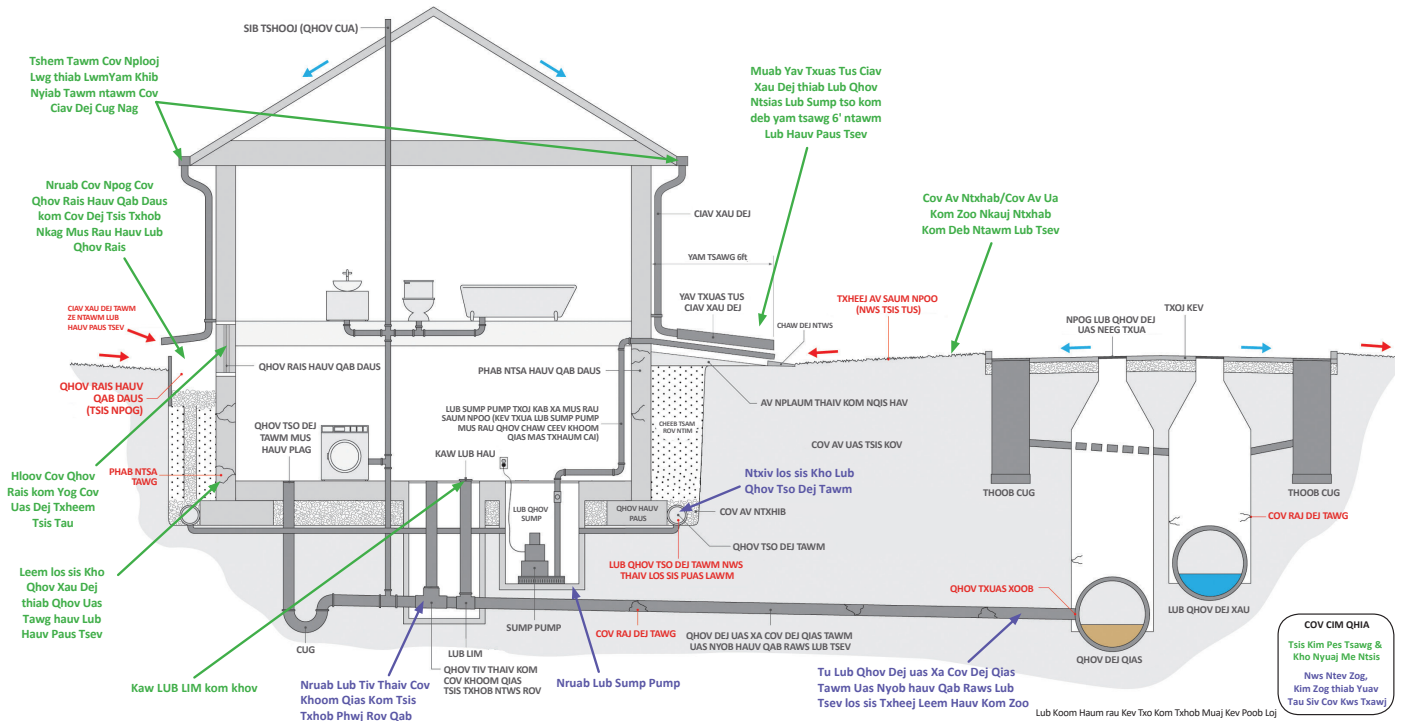 SIB TSHOOJ (QHOV CUA)
Tshem Tawm Cov Nplooj
Lwg thiab LwmYam Khib
Nyiab Tawm ntawm Cov
Ciav Dej Cug Nag
Muab Yav Txuas Tus Ciav
Xau Dej thiab Lub Qhov
Ntsias Lub Sump tso kom
deb yam tsawg 6' ntawm
Lub Hauv Paus Tsev
Nruab Cov Npog Cov
Qhov Rais Hauv Qab Daus
kom Cov Dej Tsis Txhob
Nkag Mus Rau Hauv Lub
Qhov Rais
Cov Av Ntxhab/Cov Av Ua
Kom Zoo Nkauj Ntxhab
Kom Deb Ntawm Lub Tsev
CIAV XAU DEJ
YAM TSAWG 6ft
YAV TXUAS TUS
CIAV XAU DEJ
CHAW DEJ NTWS
TXHEEJ AV SAUM NPOO
(NWS TSIS TUS)
NPOG LUB QHOV DEJ
UAS NEEG TXUA
TXOJ KEV
CIAV XAU DEJ TAWM
ZE NTAWM LUB
HAUV PAUS TSEV
QHOV RAIS HAUV
QAB DAUS
(TSIS NPOG)
QHOV RAIS HAUV QAB DAUS
PHAB NTSA HAUV QAB DAUS
AV NPLAUM THAIV KOM NQIS HAV
LUB SUMP PUMP TXOJ KAB XA MUS RAU
SAUM NPOO (KEV TXUA LUB SUMP PUMP
MUS RAU QHOV CHAW CEEV KHOOM
QIAS MAS TXHAUM CAI)
CHEEB TSAM
ROV NTIM
COV AV UAS TSIS KOV
QHOV TSO DEJ
TAWM MUS
HAUV PLAG
KAW LUB HAU
PHAB NTSA
TAWG
Hloov Cov Qhov
Rais kom Yog Cov
Uas Dej Txheem
Tsis Tau
Ntxiv los sis Kho Lub
Qhov Tso Dej Tawm
THOOB CUG
THOOB CUG
LUB QHOV
SUMP
QHOV HAUV
PAUS
COV AV NTXHIB
QHOV TSO DEJ TAWM
COV RAJ DEJ TAWG
LUB QHOV TSO DEJ TAWM NWS
THAIV LOS SIS PUAS LAWM
Leem los sis Kho
Qhov Xau Dej
thiab Qhov Uas
Tawg hauv Lub
Hauv Paus Tsev
QHOV TXUAS XOOB
LUB QHOV DEJ XAU
SUMP PUMP
COV RAJ DEJ TAWG
QHOV DEJ UAS XA COV DEJ QIAS TAWM
UAS NYOB HAUV QAB RAWS LUB TSEV
QHOV DEJ QIAS
CUG
LUB LIM
QHOV TIV THAIV KOM
COV KHOOM QIAS
TSIS TXHOB NTWS ROV
Kaw LUB LIM kom khov
Nruab Lub Tiv Thaiv Cov
Khoom Qias Kom Tsis
Txhob Phwj Rov Qab
Nruab Lub Sump Pump
Tu Lub Qhov Dej uas Xa Cov Dej Qias
Tawm Uas Nyob hauv Qab Raws Lub
Tsev los sis Txheej Leem Hauv Kom Zoo
COV CIM QHIA
Tsis Kim Pes Tsawg &
Kho Nyuaj Me Ntsis
Nws Ntev Zog,
Kim Zog thiab Yuav
Tau Siv Cov Kws Txawj
Lub Koom Haum rau Kev Txo Kom Txhob Muaj Kev Poob Loj